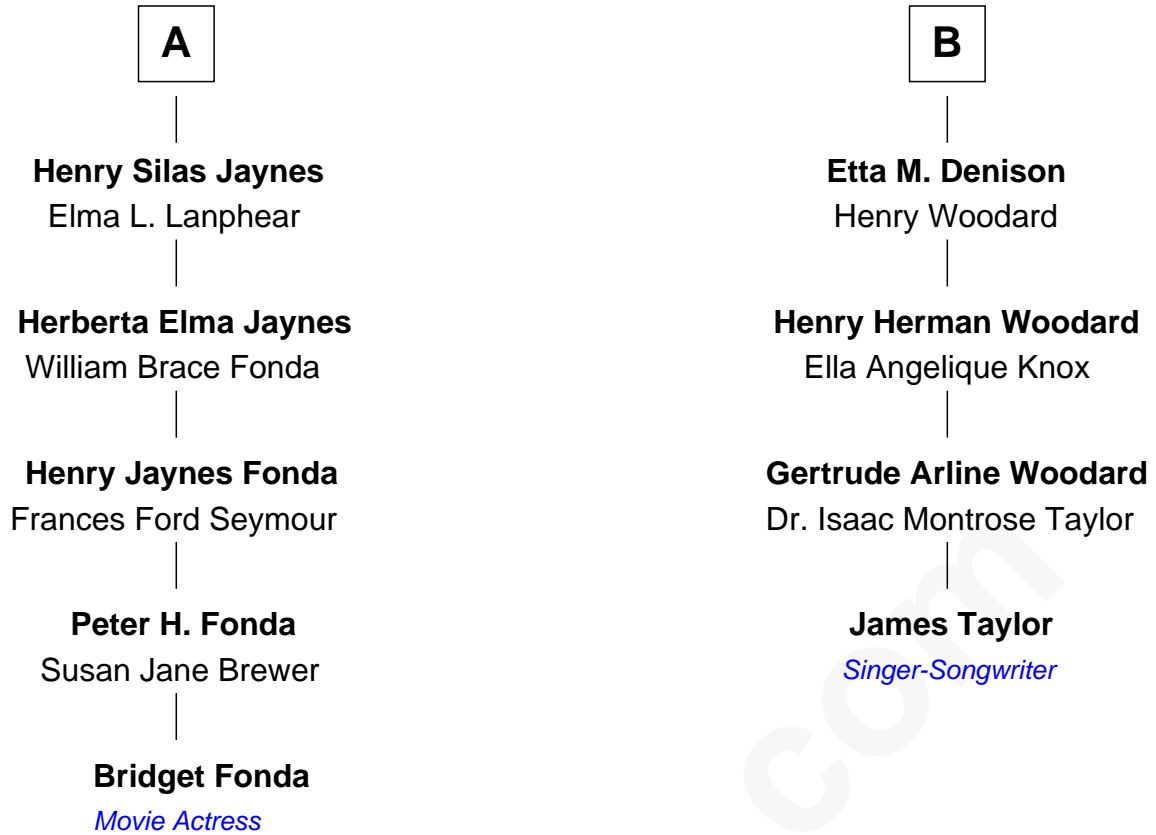 A
Henry Silas Jaynes
Elma L. Lanphear
Herberta Elma Jaynes
William Brace Fonda
Henry Jaynes Fonda
Frances Ford Seymour
Peter H. Fonda
Susan Jane Brewer
Bridget Fonda
Movie Actress
B
Etta M. Denison
Henry Woodard
Henry Herman Woodard
Ella Angelique Knox
Gertrude Arline Woodard
Dr. Isaac Montrose Taylor
James Taylor
Singer-Songwriter
com